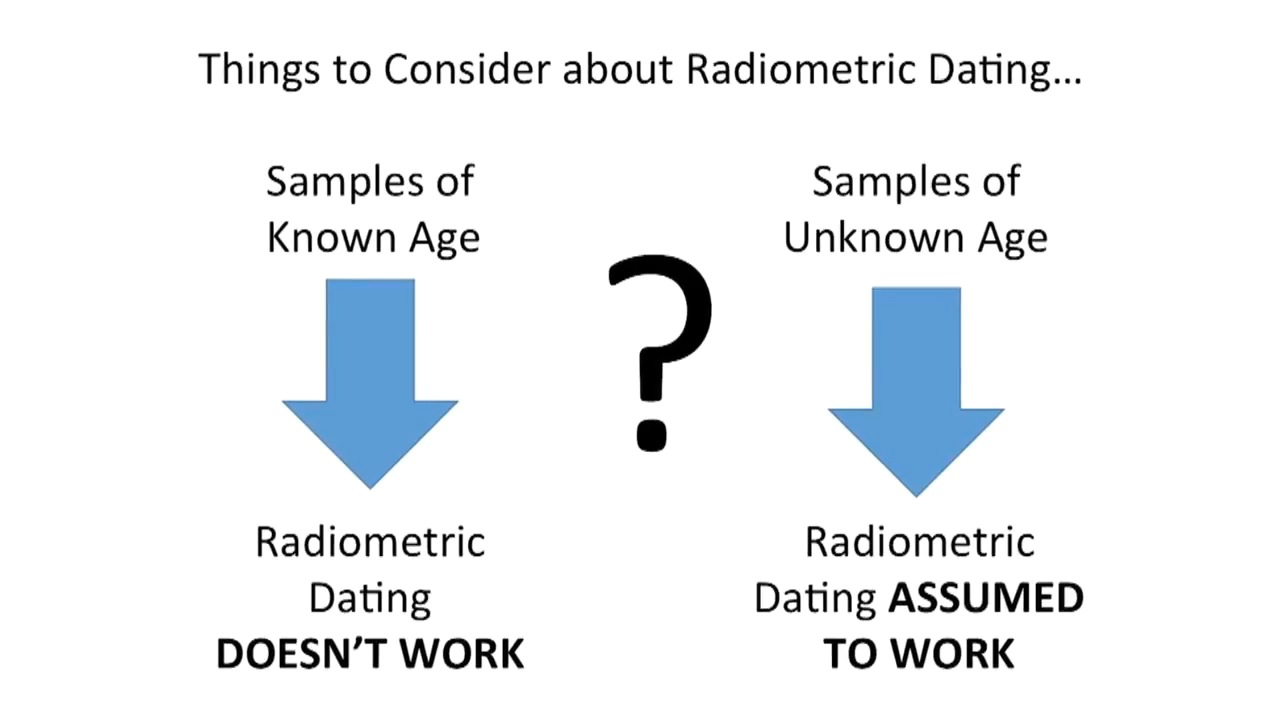 Things to Consider about Radiometric Dating...
Samples of
Known Age
?
Samples of
Unknown Age
Radiometric
Dating
DOESN’T WORK
Radiometric
Dating ASSUMED
TO WORK